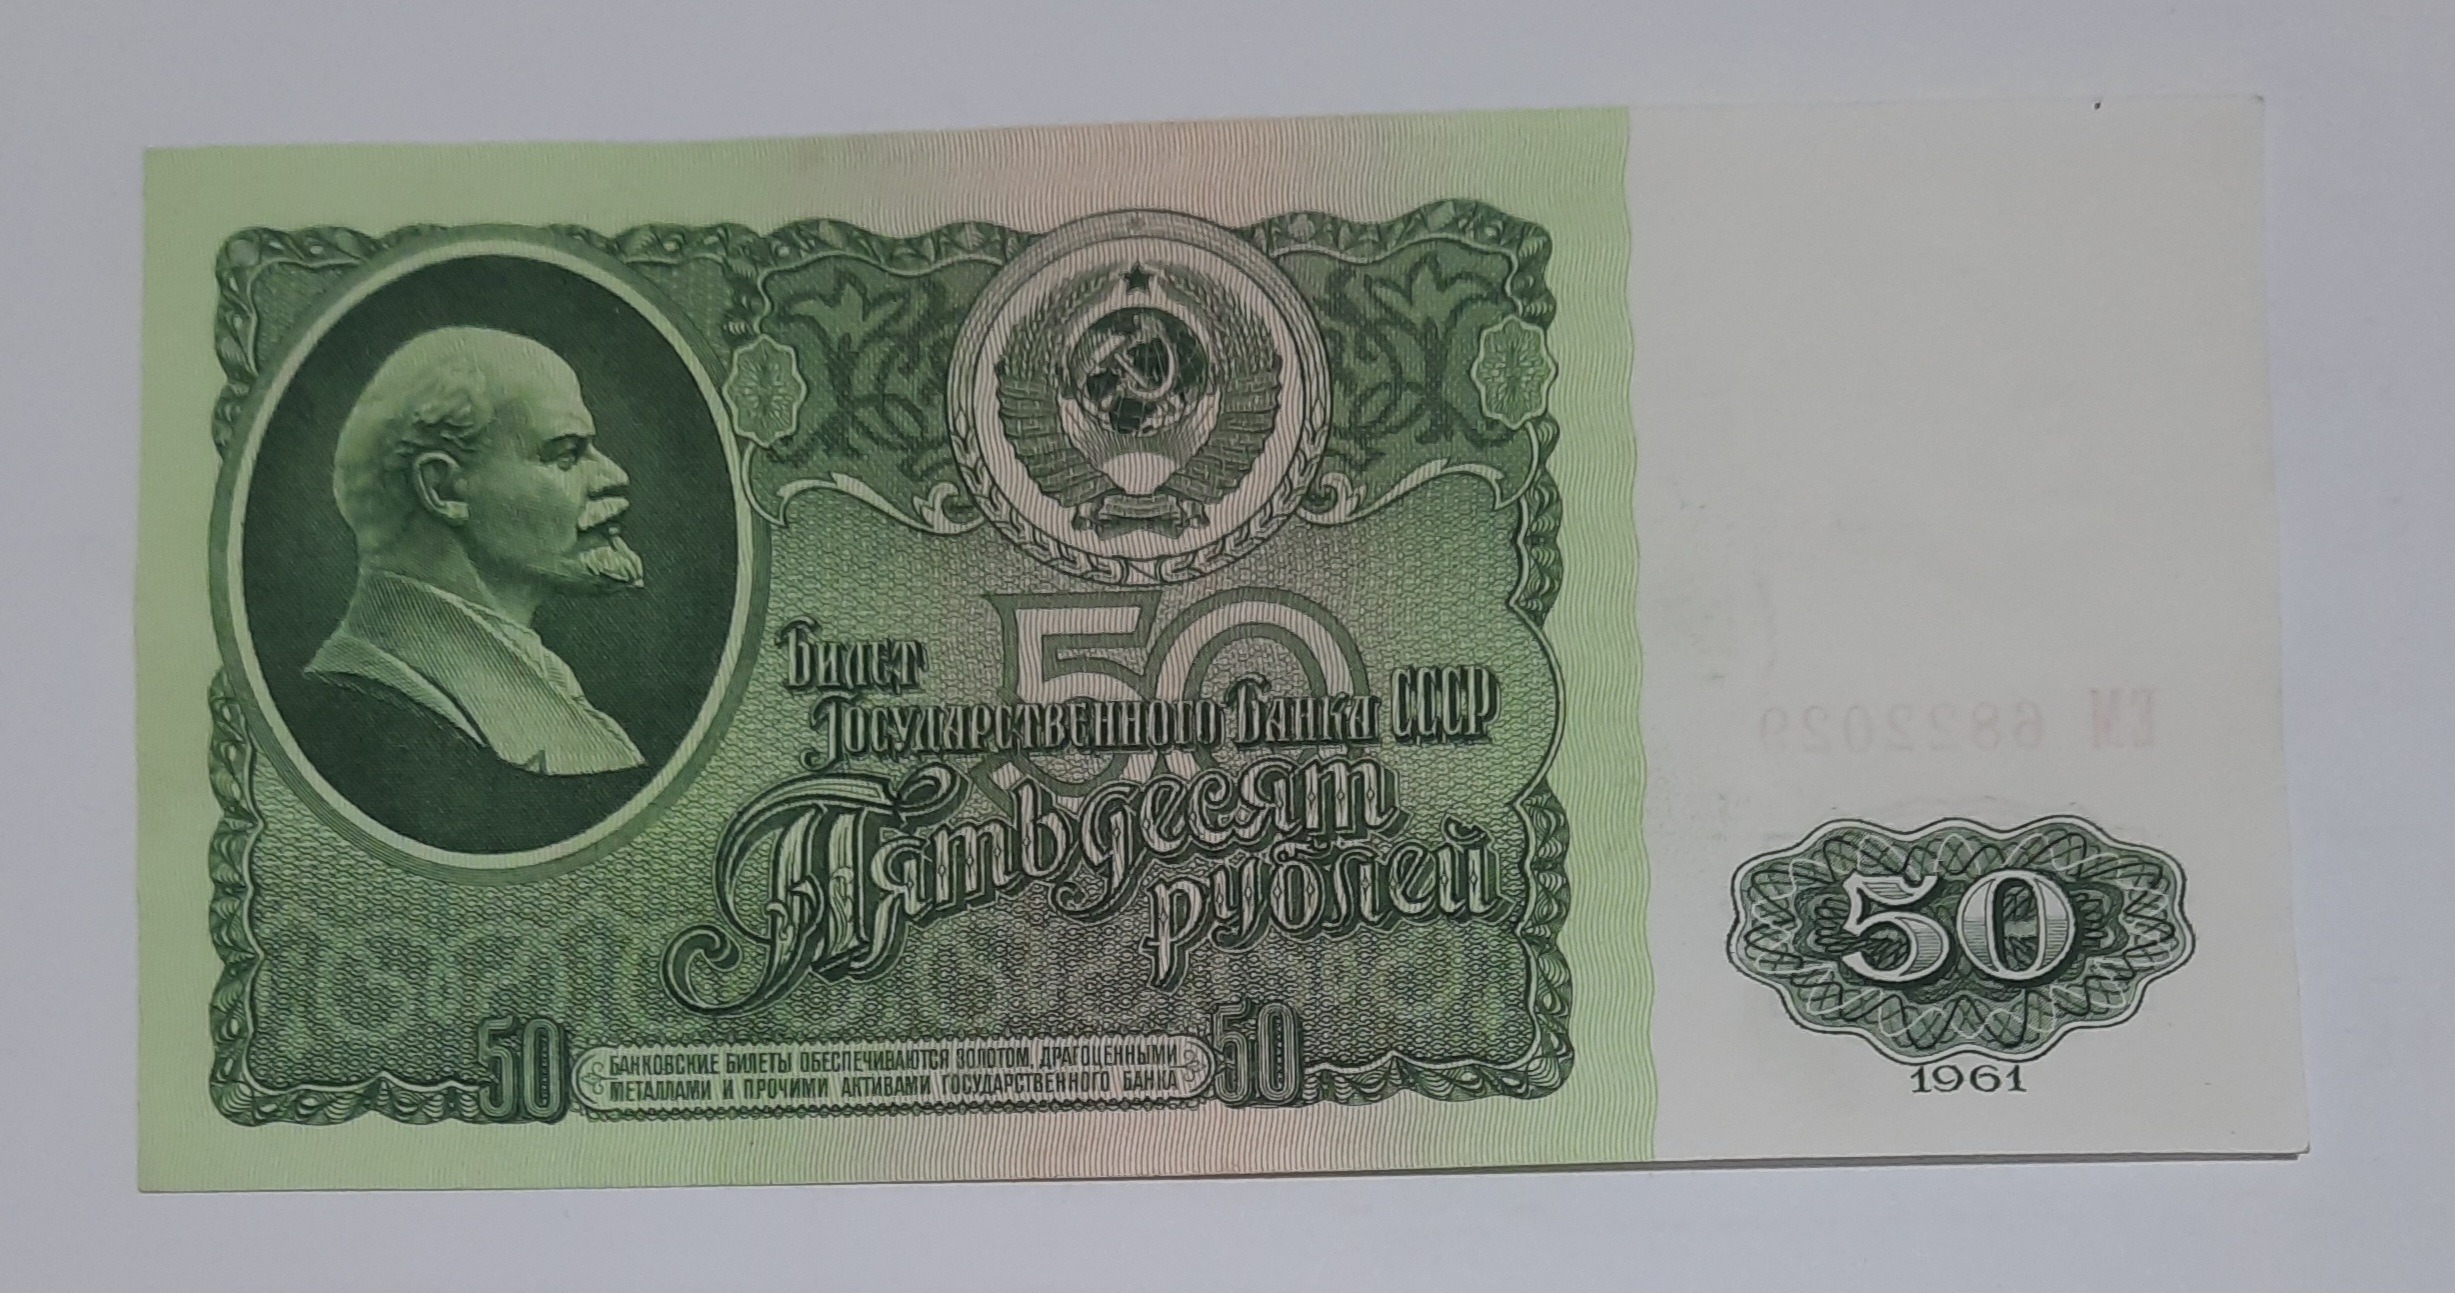 50
Билет
Государственного Банка СССР
Пятьдесят
рублей
ЕМ 6822029
50
1961
50
БАНКОВСКИЕ БИЛЕТЫ ОБЕСПЕЧИВАЮТСЯ ЗОЛОТОМ, ДРАГОЦЕННЫМИ
МЕТАЛЛАМИ И ПРОЧИМИ АКТИВАМИ ГОСУДАРСТВЕННОГО БАНКА
50